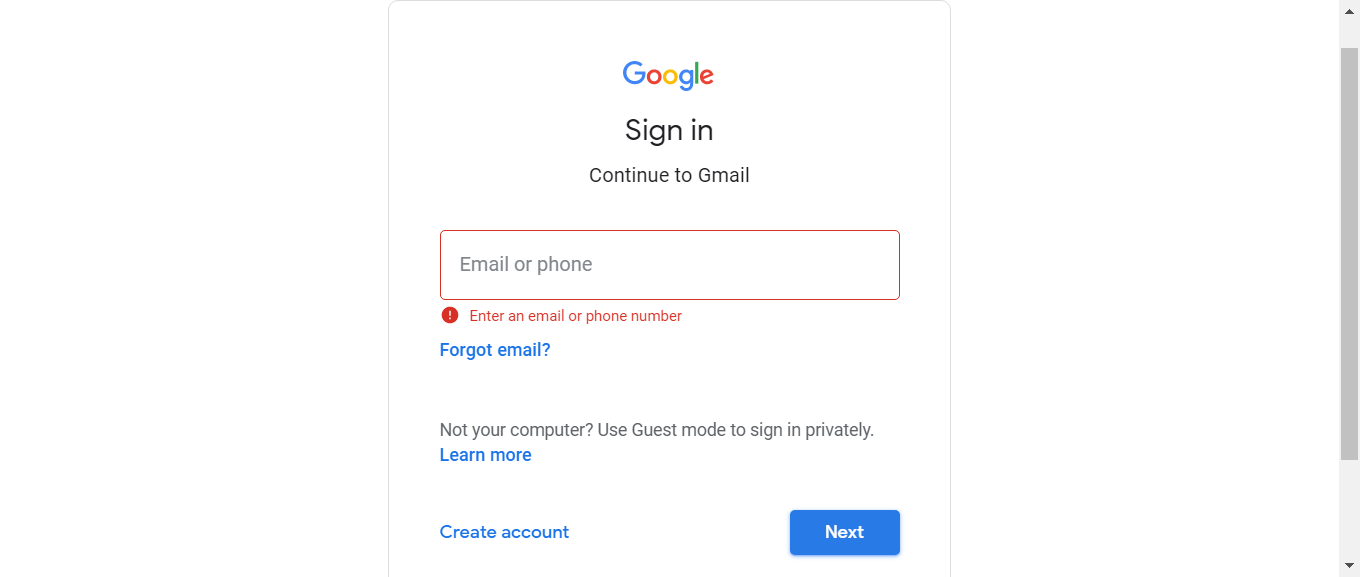 Google
Sign in
Continue to Gmail
Email or phone
Enter an email or phone number
Forgot email?
Not your computer? Use Guest mode to sign in privately.
Learn more
Create account
Next